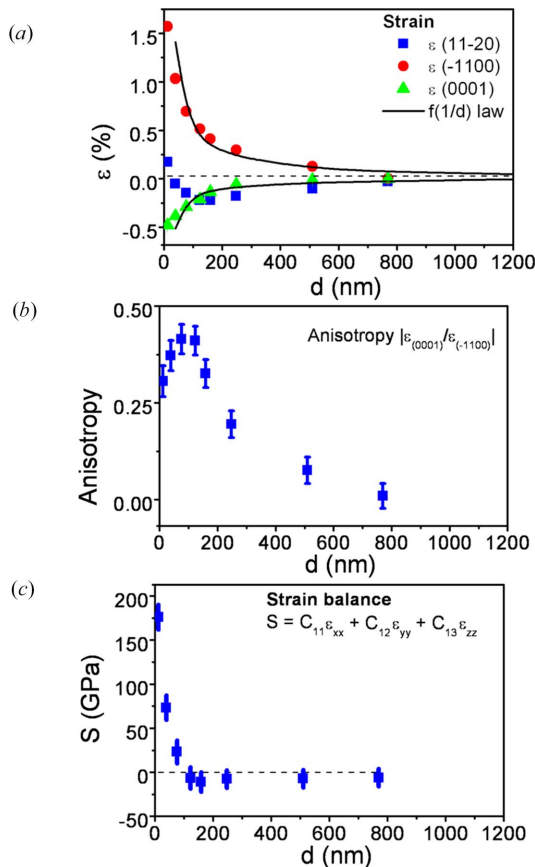 (a)
Strain
ε (11-20)
ε (-1100)
ε (0001)
f(1/d) law
1.5
1.0
0.5
0.0
-0.5
ε (%)
0 200 400 600 800 1000 1200
d (nm)
(b)
Anisotropy |ε(0001)/ε(-1100)|
0.50
0.25
0.00
Anisotropy
0 200 400 600 800 1000 1200
d (nm)
(c)
Strain balance
S = C11εxx + C12εyy + C13εzz
200
150
100
50
0
-50
S (GPa)
0 200 400 600 800 1000 1200
d (nm)